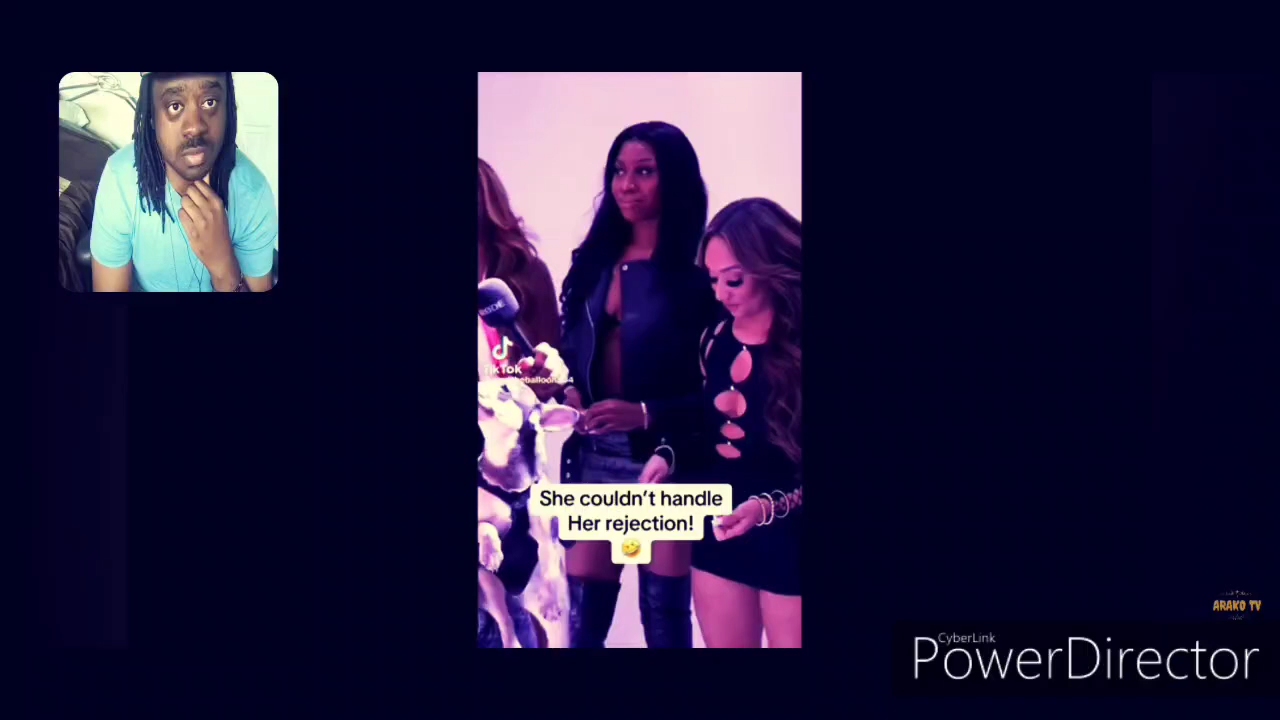 TikTok
She couldn't handle
Her rejection!
🤣
ARAKO TV
CyberLink
PowerDirector